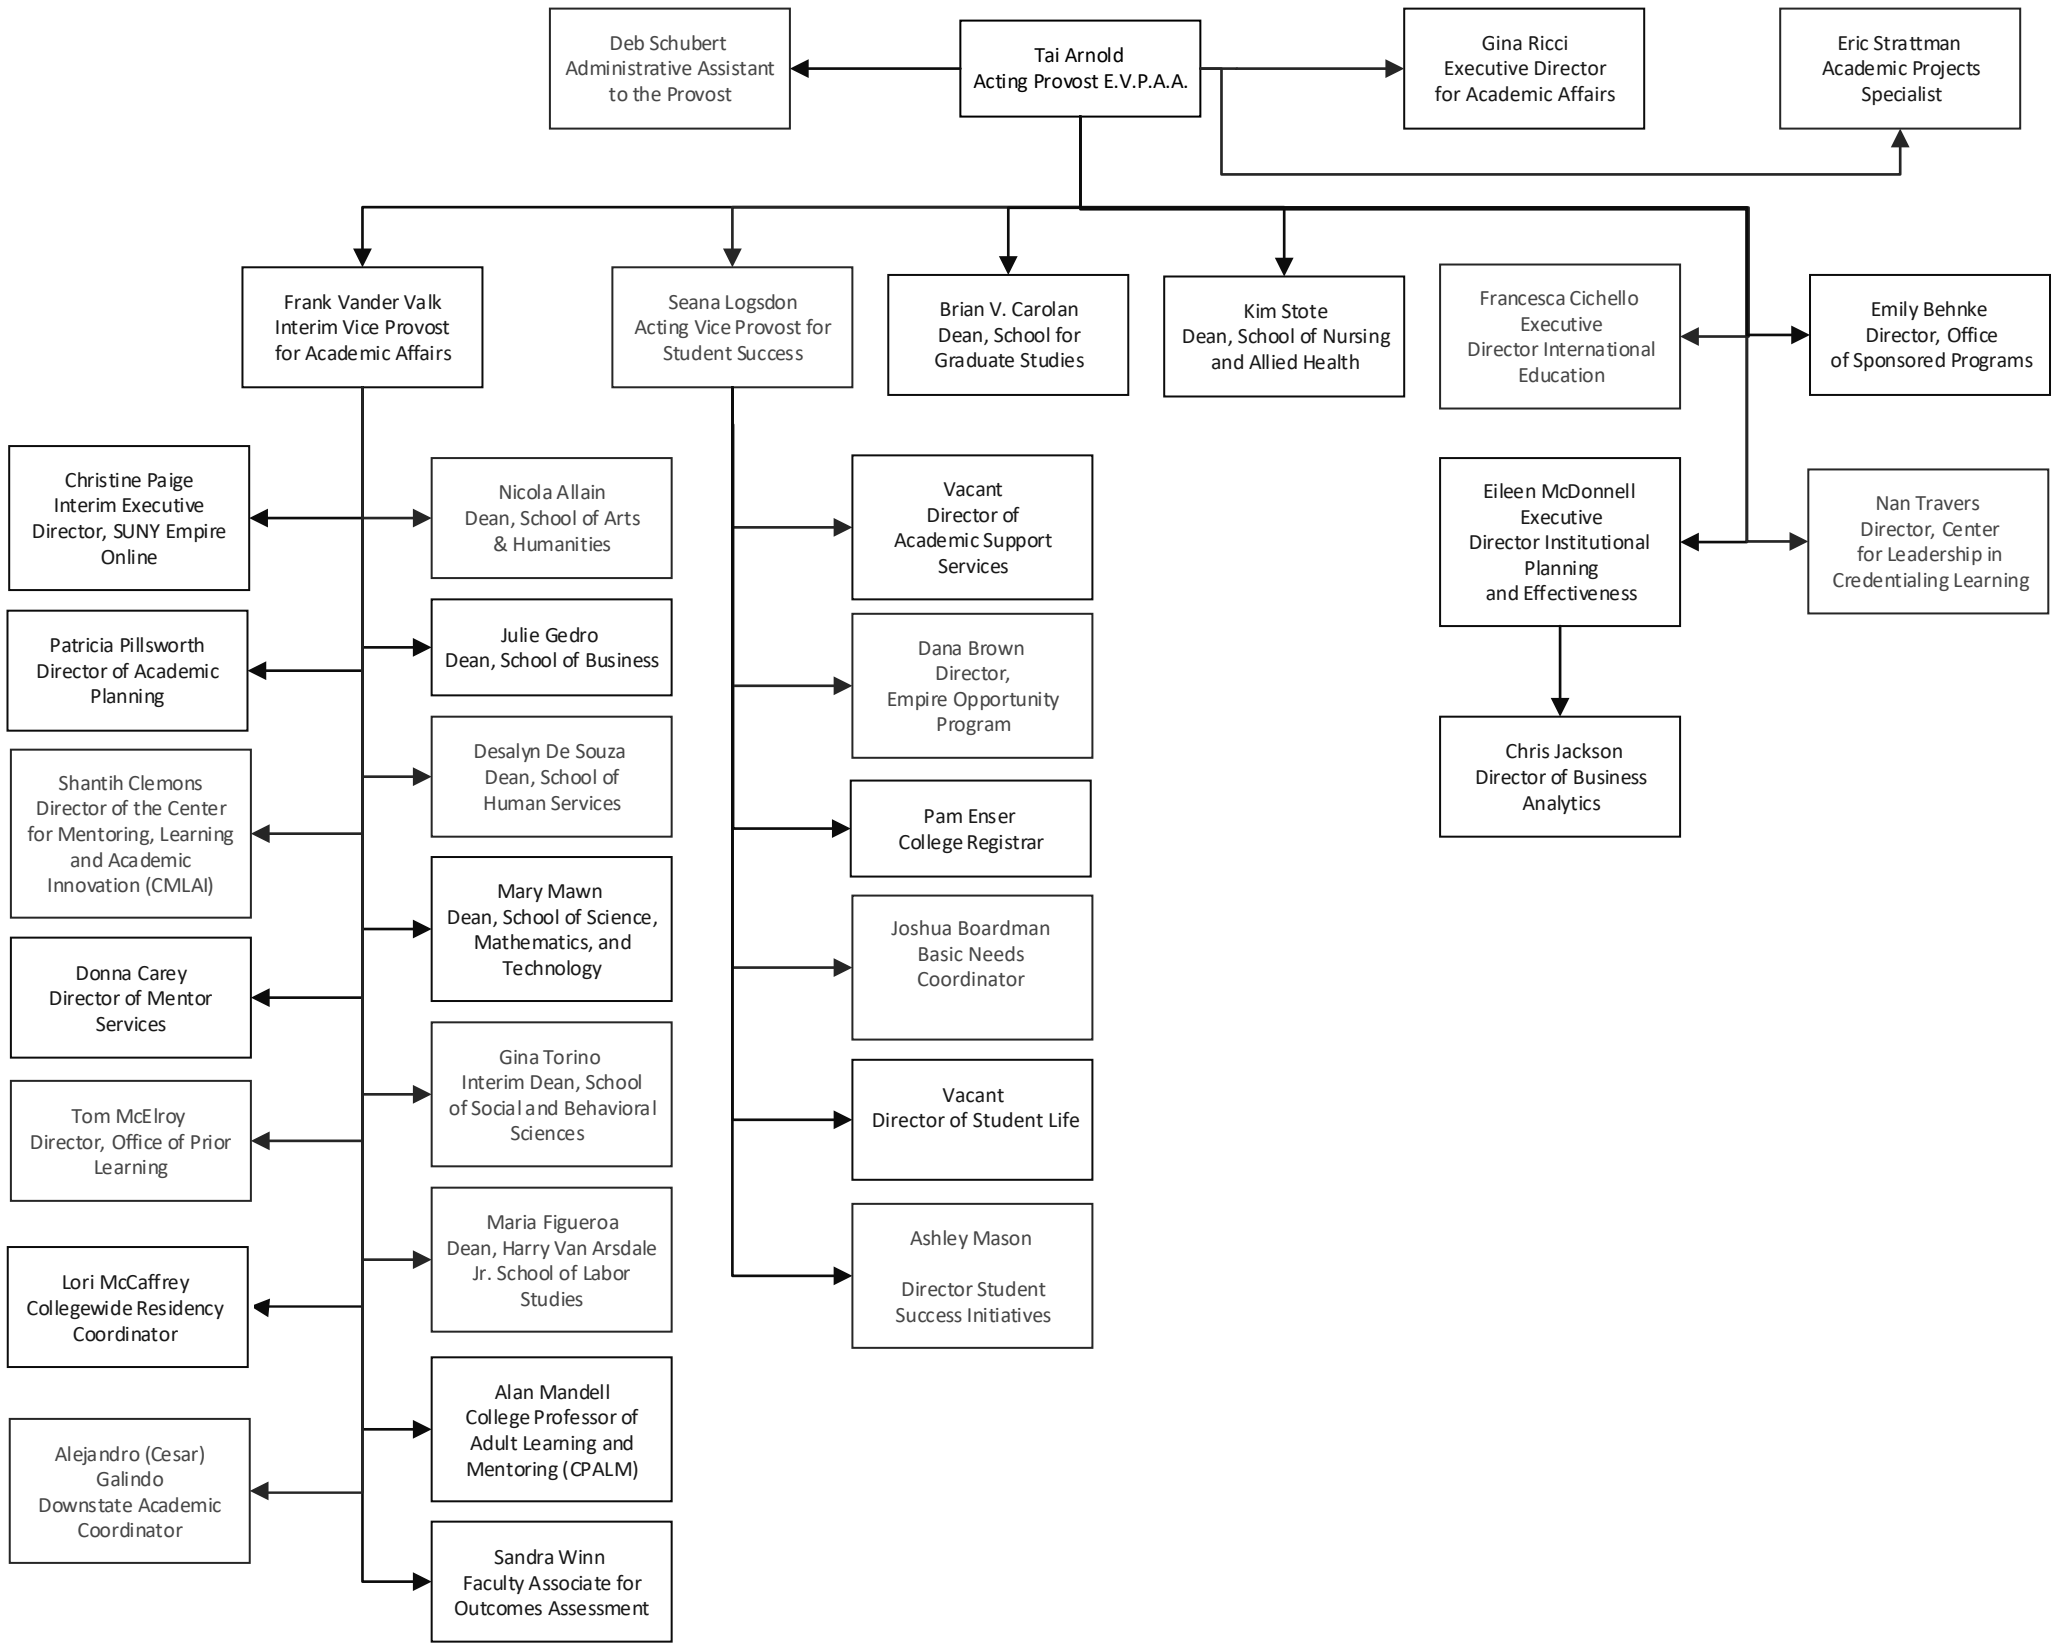 Deb Schubert
Administrative Assistant
to the Provost
Tai Arnold
Acting Provost E.V.P.A.A.
Gina Ricci
Executive Director
for Academic Affairs
Eric Strattman
Academic Projects
Specialist
Frank Vander Valk
Interim Vice Provost
for Academic Affairs
Seana Logsdon
Acting Vice Provost for
Student Success
Brian V. Carolan
Dean, School for
Graduate Studies
Kim Stote
Dean, School of Nursing
and Allied Health
Francesca Cichello
Executive
Director International
Education
Emily Behnke
Director, Office
of Sponsored Programs
Christine Paige
Interim Executive
Director, SUNY Empire
Online
Nicola Allain
Dean, School of Arts
& Humanities
Vacant
Director of
Academic Support
Services
Eileen McDonnell
Executive
Director Institutional
Planning
and Effectiveness
Nan Travers
Director, Center
for Leadership in
Credentialing Learning
Patricia Pillsworth
Director of Academic
Planning
Julie Gedro
Dean, School of Business
Dana Brown
Director,
Empire Opportunity
Program
Shantih Clemons
Director of the Center
for Mentoring, Learning
and Academic
Innovation (CMLAI)
Desalyn De Souza
Dean, School of
Human Services
Pam Enser
College Registrar
Chris Jackson
Director of Business
Analytics
Donna Carey
Director of Mentor
Services
Mary Mawn
Dean, School of Science,
Mathematics, and
Technology
Joshua Boardman
Basic Needs
Coordinator
Tom McElroy
Director, Office of Prior
Learning
Gina Torino
Interim Dean, School
of Social and Behavioral
Sciences
Vacant
Director of Student Life
Lori McCaffrey
Collegewide Residency
Coordinator
Maria Figueroa
Dean, Harry Van Arsdale
Jr. School of Labor
Studies
Ashley Mason
Director Student
Success Initiatives
Alejandro (Cesar)
Galindo
Downstate Academic
Coordinator
Alan Mandell
College Professor of
Adult Learning and
Mentoring (CPALM)
Sandra Winn
Faculty Associate for
Outcomes Assessment